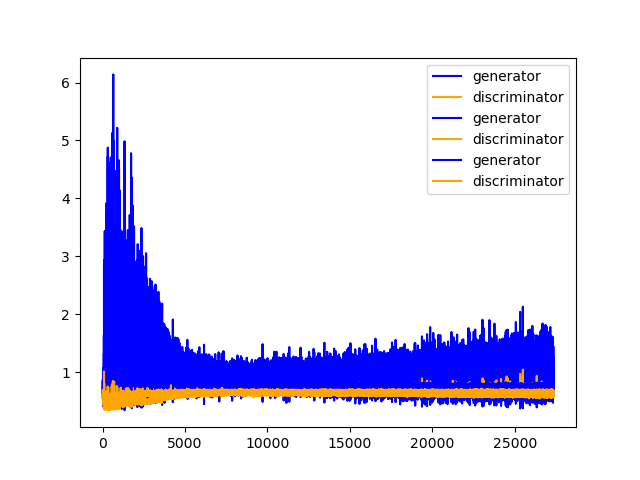 generator
discriminator
generator
discriminator
generator
discriminator
6
5
4
3
2
1
0 5000 10000 15000 20000 25000